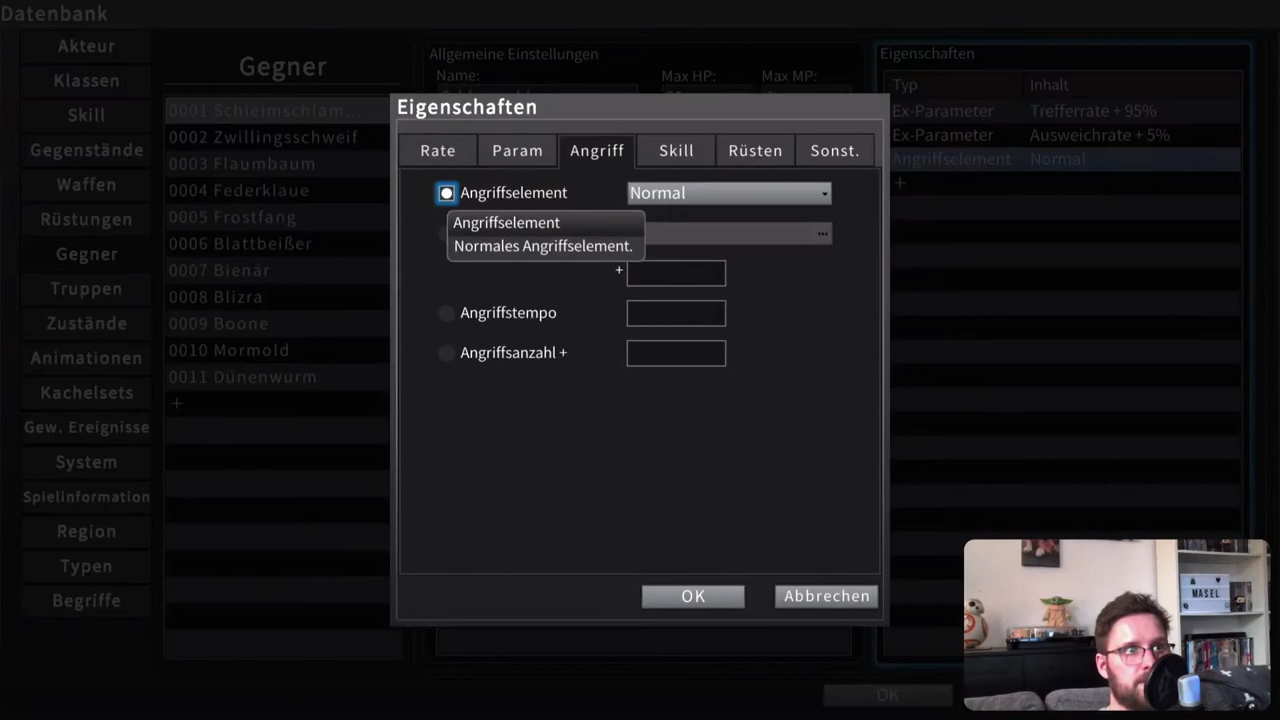 Datenbank
Akteur
Klassen
Skill
Gegenstände
Waffen
Rüstungen
Gegner
Truppen
Zustände
Animationen
Kachelsets
Gew. Ereignisse
System
Spielinformation
Region
Typen
Begriffe
Gegner
0001 Schleimschlam...
0002 Zwillingsschweif
0003 Flaumbaum
0004 Federklaue
0005 Frostfang
0006 Blattbeißer
0007 Bienär
0008 Blizra
0009 Boone
0010 Mormold
0011 Dünenwurm
+
Allgemeine Einstellungen
Name:
Max HP:
Max MP:
Eigenschaften
Rate
Param
Angriff
Skill
Rüsten
Sonst.
Angriffselement
Normal
Angriffselement
Normales Angriffselement.
...
+
Angriffstempo
Angriffsanzahl +
OK
Abbrechen
Eigenschaften
Typ
Inhalt
Ex-Parameter
Trefferrate + 95%
Ex-Parameter
Ausweichrate + 5%
Angriffselement
Normal
+
OK
MASEL